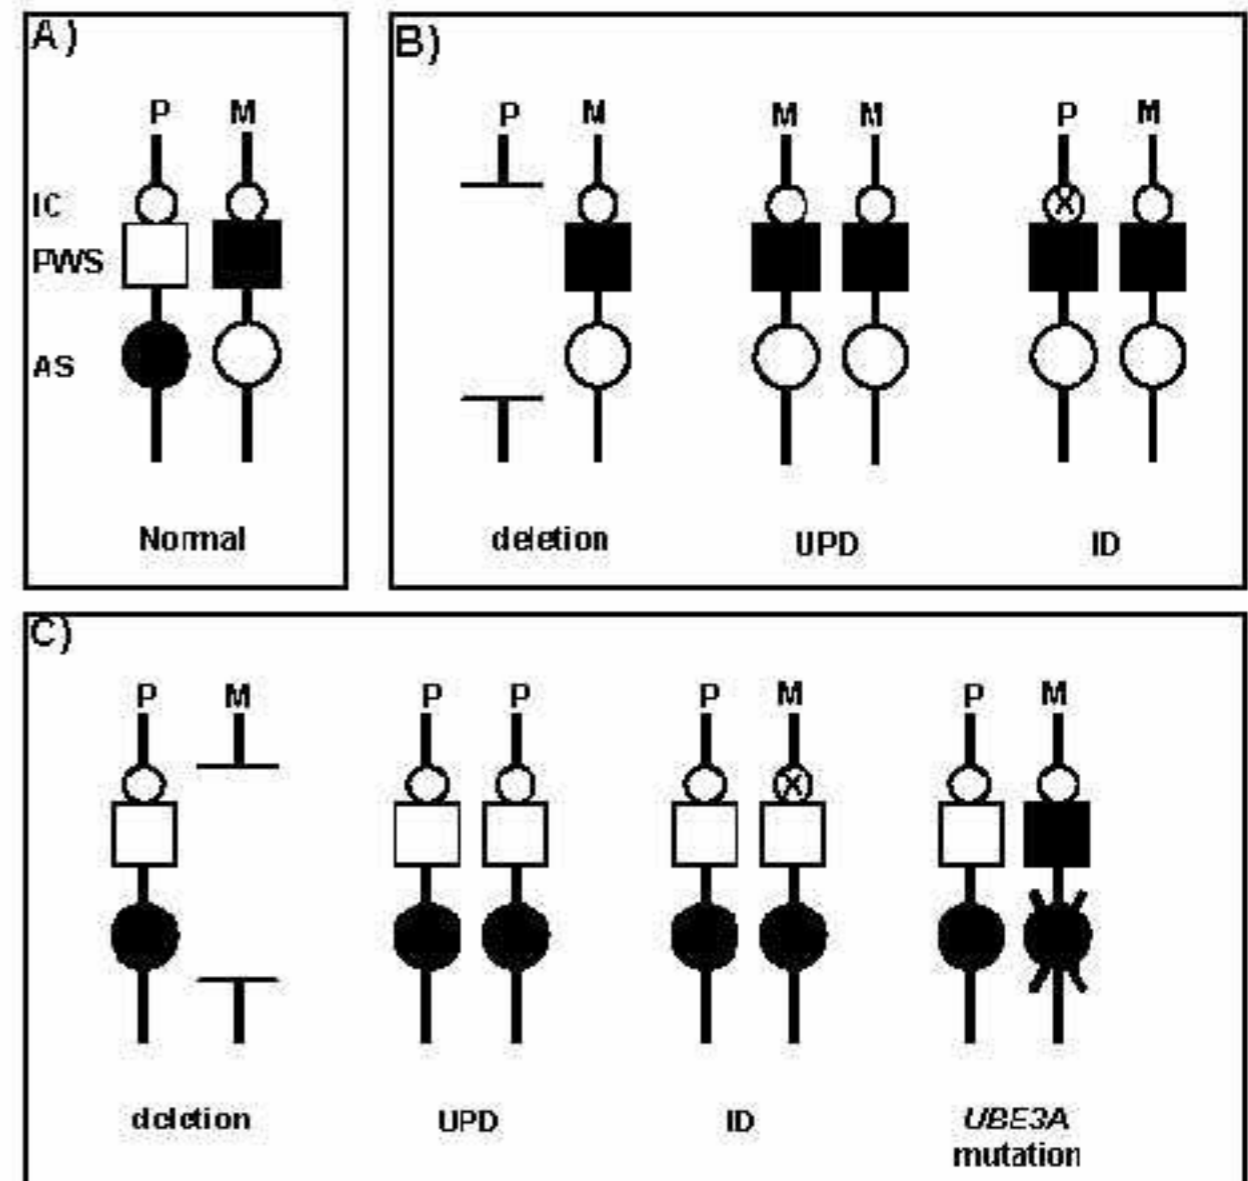 A)
P M
IC
PWS
AS
Normal
B)
P M M M P M
deletion UPD ID
C)
P M P P P M P M
deletion UPD ID UBE3A
mutation